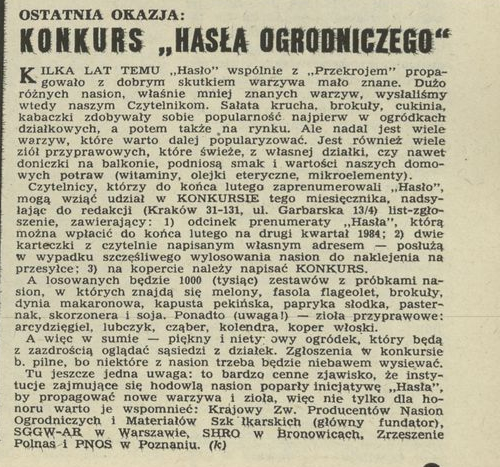 OSTATNIA OKAZJA:
KONKURS „HASŁA OGRODNICZEGO"
KILKA LAT TEMU „Hasło" wspólnie z „Przekrojem" propa-
gowało z dobrym skutkiem warzywa mało znane. Dużo
różnych nasion, właśnie mniej znanych warzyw, wysłaliśmy
wtedy naszym Czytelnikom. Sałata krucha, brokuły, cukinia,
kabaczki zdobywały sobie popularność najpierw w ogródkach
działkowych, a potem także na rynku. Ale nadal jest wiele
warzyw, które warto dalej popularyzować. Jest również wiele
ziół przyprawowych, które świeże, z własnej działki, czy nawet
doniczki na balkonie, podniosą smak i wartości naszych domo-
wych potraw (witaminy, olejki eteryczne, mikroelementy).
Czytelnicy, którzy do końca lutego zaprenumerowali „Hasło",
mogą wziąć udział w KONKURSIE tego miesięcznika, nadsy-
łając do redakcji (Kraków 31-131, ul. Garbarska 13/4) list-zgło-
szenie, zawierający: 1) odcinek prenumeraty „Hasła", którą
można wpłacić do końca lutego na drugi kwartał 1984; 2) dwie
karteczki z czytelnie napisanym własnym adresem — posłużą
w wypadku szczęśliwego wylosowania nasion do naklejenia na
przesyłce; 3) na kopercie należy napisać KONKURS.
A losowanych będzie 1000 (tysiąc) zestawów z próbkami na-
sion, w których znajdą się melony, fasola flageolet, brokuły,
dynia makaronowa, kapusta pekińska, papryka słodka, paster-
nak, skorzonera i soja. Ponadto (uwaga!) — zioła przyprawowe:
arcydzięgiel, lubczyk, cząber, kolendra, koper włoski.
A więc w sumie — piękny i nietypowy ogródek, który będą
z zazdrością oglądać sąsiedzi z działek. Zgłoszenia w konkursie
b. pilne, bo niektóre z nasion trzeba będzie niebawem wysiewać.
Tu jeszcze jedna uwaga: to bardzo cenne zjawisko, że insty-
tucje zajmujące się hodowlą nasion poparły inicjatywę „Hasła",
by propagować nowe warzywa i zioła, więc nie tylko dla ho-
noru warto je wspomnieć: Krajowy Zw. Producentów Nasion
Ogrodniczych i Materiałów Szkółkarskich (główny fundator),
SGGW-AR w Warszawie, SHRO w Bronowicach, Zrzeszenie
Polnas i PNOS w Poznaniu. (k)